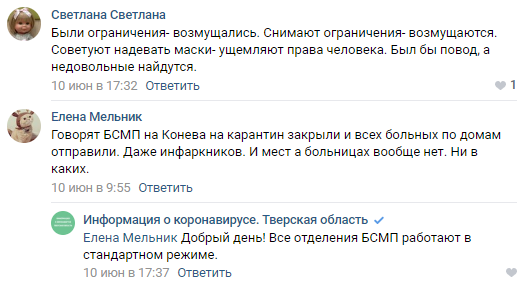 Светлана Светлана
Были ограничения- возмущались. Снимают ограничения- возмущаются.
Советуют надевать маски- ущемляют права человека. Был бы повод, а
недовольные найдутся.
10 июн в 17:32 Ответить
1
Елена Мельник
Говорят БСМП на Конева на карантин закрыли и всех больных по домам
отправили. Даже инфаркников. И мест а больницах вообще нет. Ни в
каких.
10 июн в 9:55 Ответить
Информация о коронавирусе. Тверская область
Елена Мельник Добрый день! Все отделения БСМП работают в
стандартном режиме.
10 июн в 17:37 Ответить